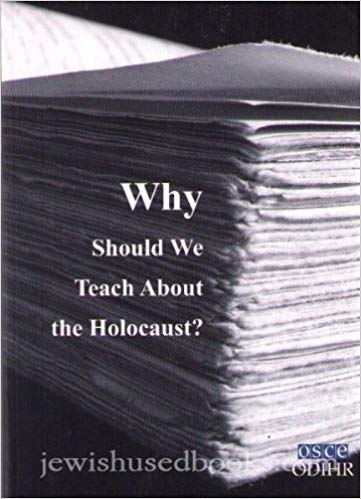 Why
Should We
Teach About
the Holocaust?
osce
ODIHR
jewishusedbooks